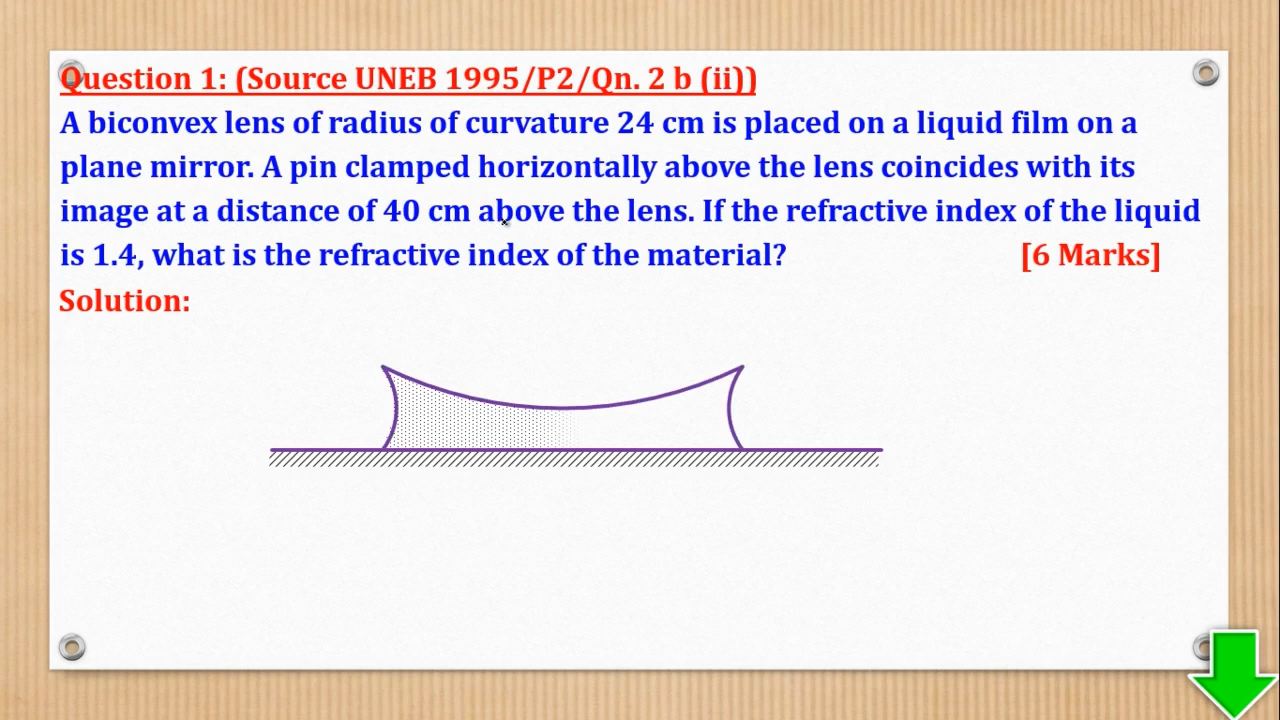 Question 1: (Source UNEB 1995/P2/Qn. 2 b (ii))
A biconvex lens of radius of curvature 24 cm is placed on a liquid film on a
plane mirror. A pin clamped horizontally above the lens coincides with its
image at a distance of 40 cm above the lens. If the refractive index of the liquid
is 1.4, what is the refractive index of the material? [6 Marks]
Solution: